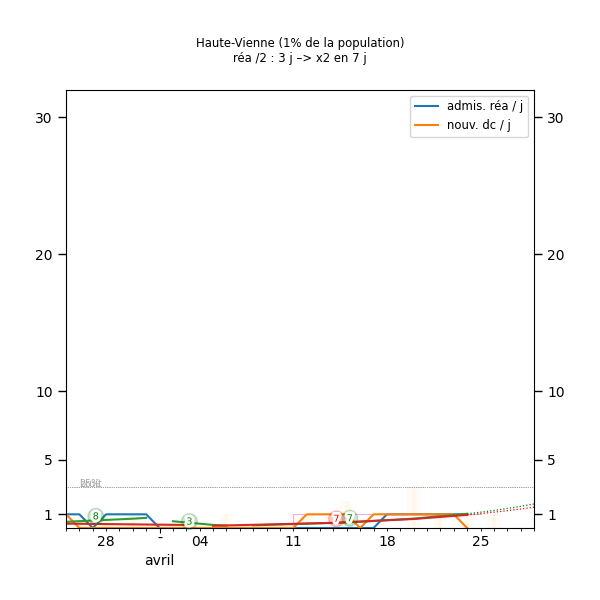 Haute-Vienne (1% de la population)
réa /2 : 3 j –> x2 en 7 j
admis. réa / j
nouv. dc / j
30 30
20 20
10 10
5 5
1 1
8 3 7 7
28 - 04 11 18 25
avril